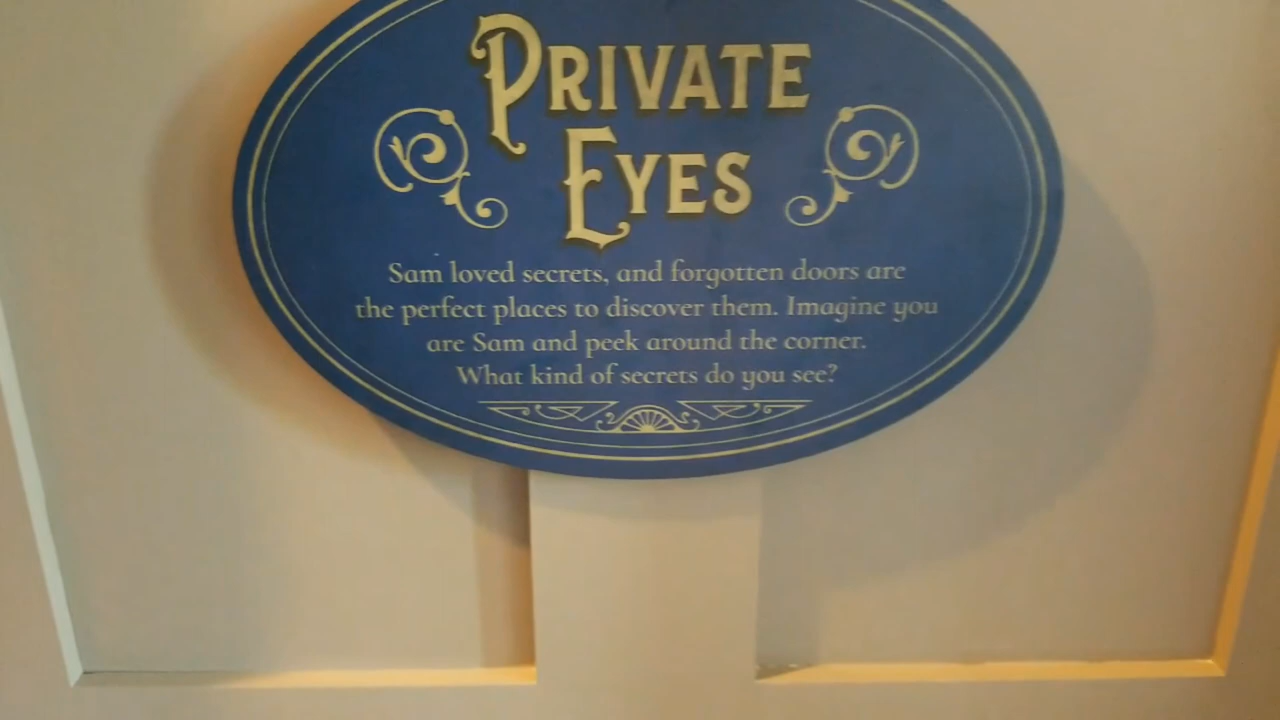 PRIVATE
EYES
Sam loved secrets, and forgotten doors are
the perfect places to discover them. Imagine you
are Sam and peek around the corner.
What kind of secrets do you see?